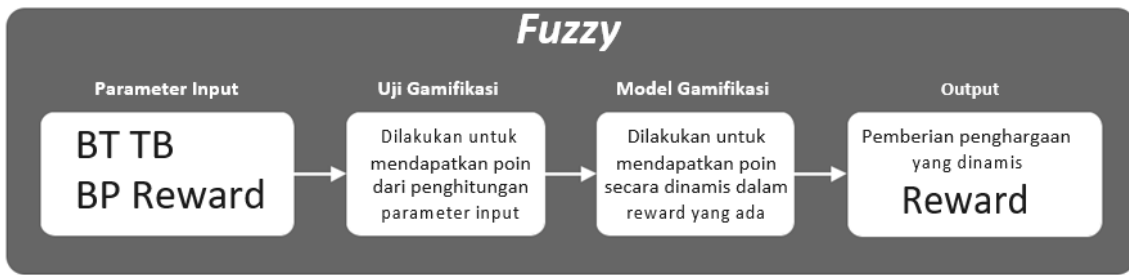 Fuzzy
Parameter Input
BT TB
BP Reward
Uji Gamifikasi
Dilakukan untuk
mendapatkan poin
dari penghitungan
parameter input
Model Gamifikasi
Dilakukan untuk
mendapatkan poin
secara dinamis dalam
reward yang ada
Output
Pemberian penghargaan
yang dinamis
Reward